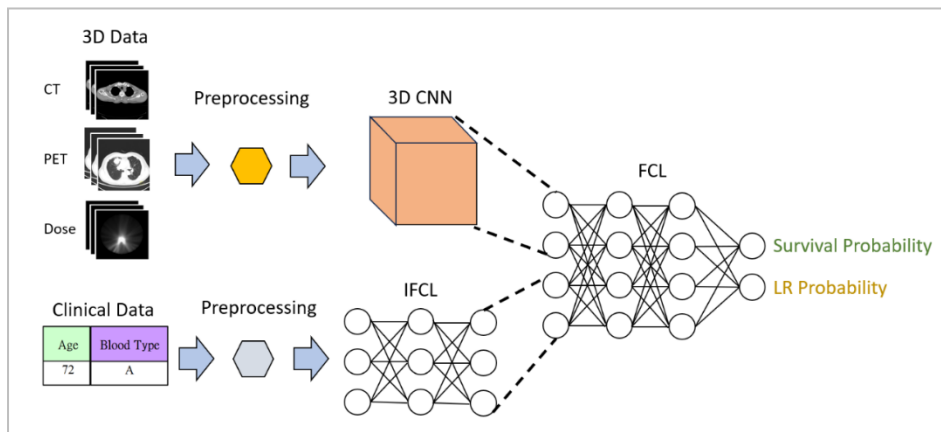 3D Data
CT
PET
Dose
Preprocessing
3D CNN
FCL
Survival Probability
LR Probability
Clinical Data
Age Blood Type
72 A
Preprocessing
IFCL